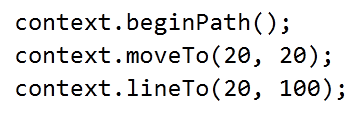 context.beginPath();
context.moveTo(20, 20);
context.lineTo(20, 100);